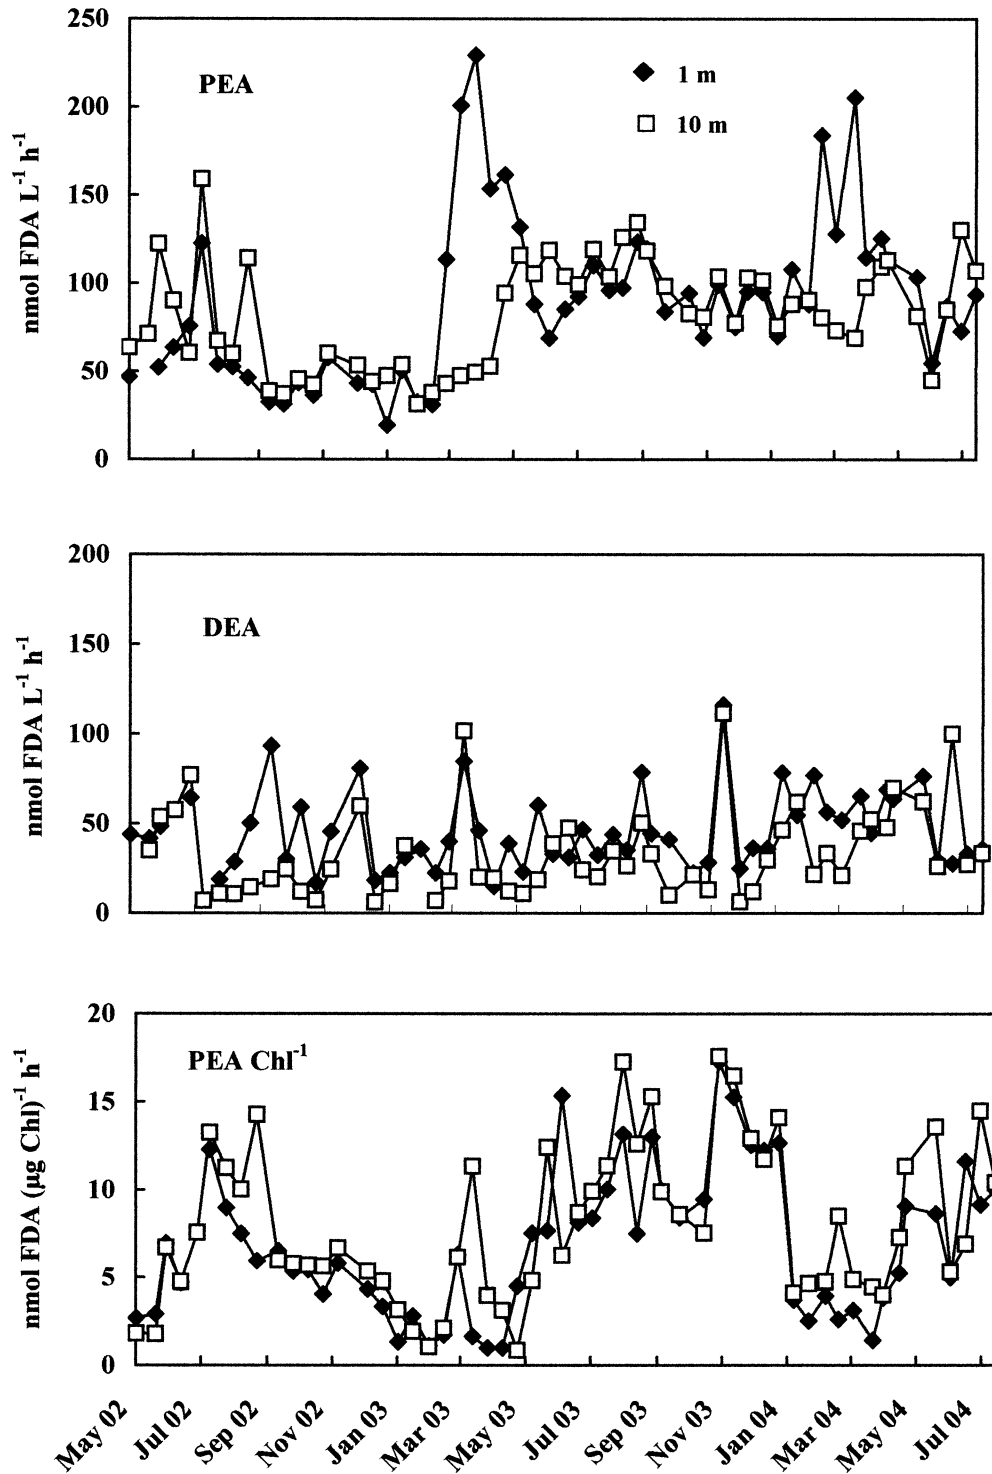 250
200
150
100
50
0
nmol FDA L⁻¹ h⁻¹
PEA
1 m
10 m
200
150
100
50
0
nmol FDA L⁻¹ h⁻¹
DEA
20
15
10
5
0
nmol FDA (µg Chl)⁻¹ h⁻¹
PEA Chl⁻¹
May 02
Jul 02
Sep 02
Nov 02
Jan 03
Mar 03
May 03
Jul 03
Sep 03
Nov 03
Jan 04
Mar 04
May 04
Jul 04